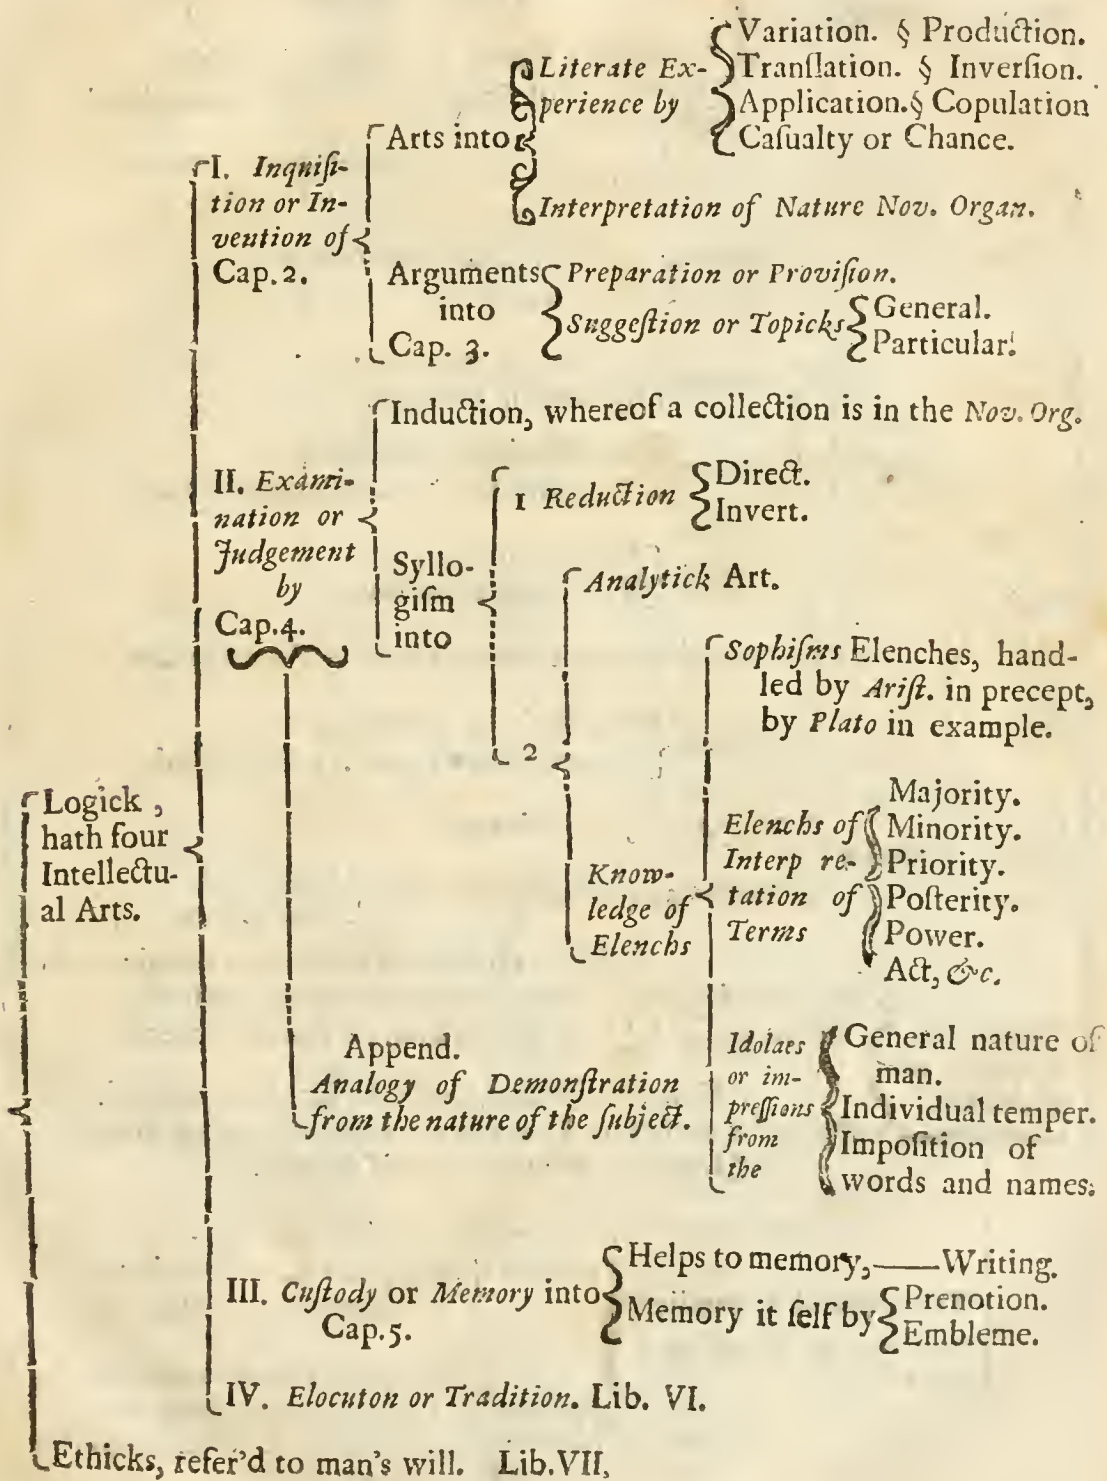 Variation. § Production.
Literate Ex- Tranſlation. § Inverſion.
perience by Application.§ Copulation
Caſualty or Chance.
Arts into
I. Inquiſi-
tion or In-
vention of
Cap.2.
Interpretation of Nature Nov. Organ.
Arguments
into
Cap. 3.
Preparation or Proviſion.
Suggeſtion or Topicks
General.
Particular.
Induction, whereof a collection is in the Nov. Org.
II. Exami-
nation or
Judgement
by
Cap.4.
Syllo-
giſm
into
1 Reduction
Direct.
Invert.
2
Analytick Art.
Know-
ledge of
Elenchs
Sophiſms Elenches, hand-
led by Ariſt. in precept,
by Plato in example.
Elenchs of
Interp re-
tation of
Terms
Majority.
Minority.
Priority.
Poſterity.
Power.
Act, &c.
Idolaes
or im-
preſſions
from
the
General nature of
man.
Individual temper.
Impoſition of
words and names.
Append.
Analogy of Demonſtration
from the nature of the ſubject.
Logick ,
hath four
Intellectu-
al Arts.
III. Cuſtody or Memory into
Cap.5.
Helps to memory,——Writing.
Memory it ſelf by
Prenotion.
Embleme.
IV. Elocuton or Tradition. Lib. VI.
Ethicks, refer'd to man's will. Lib.VII,